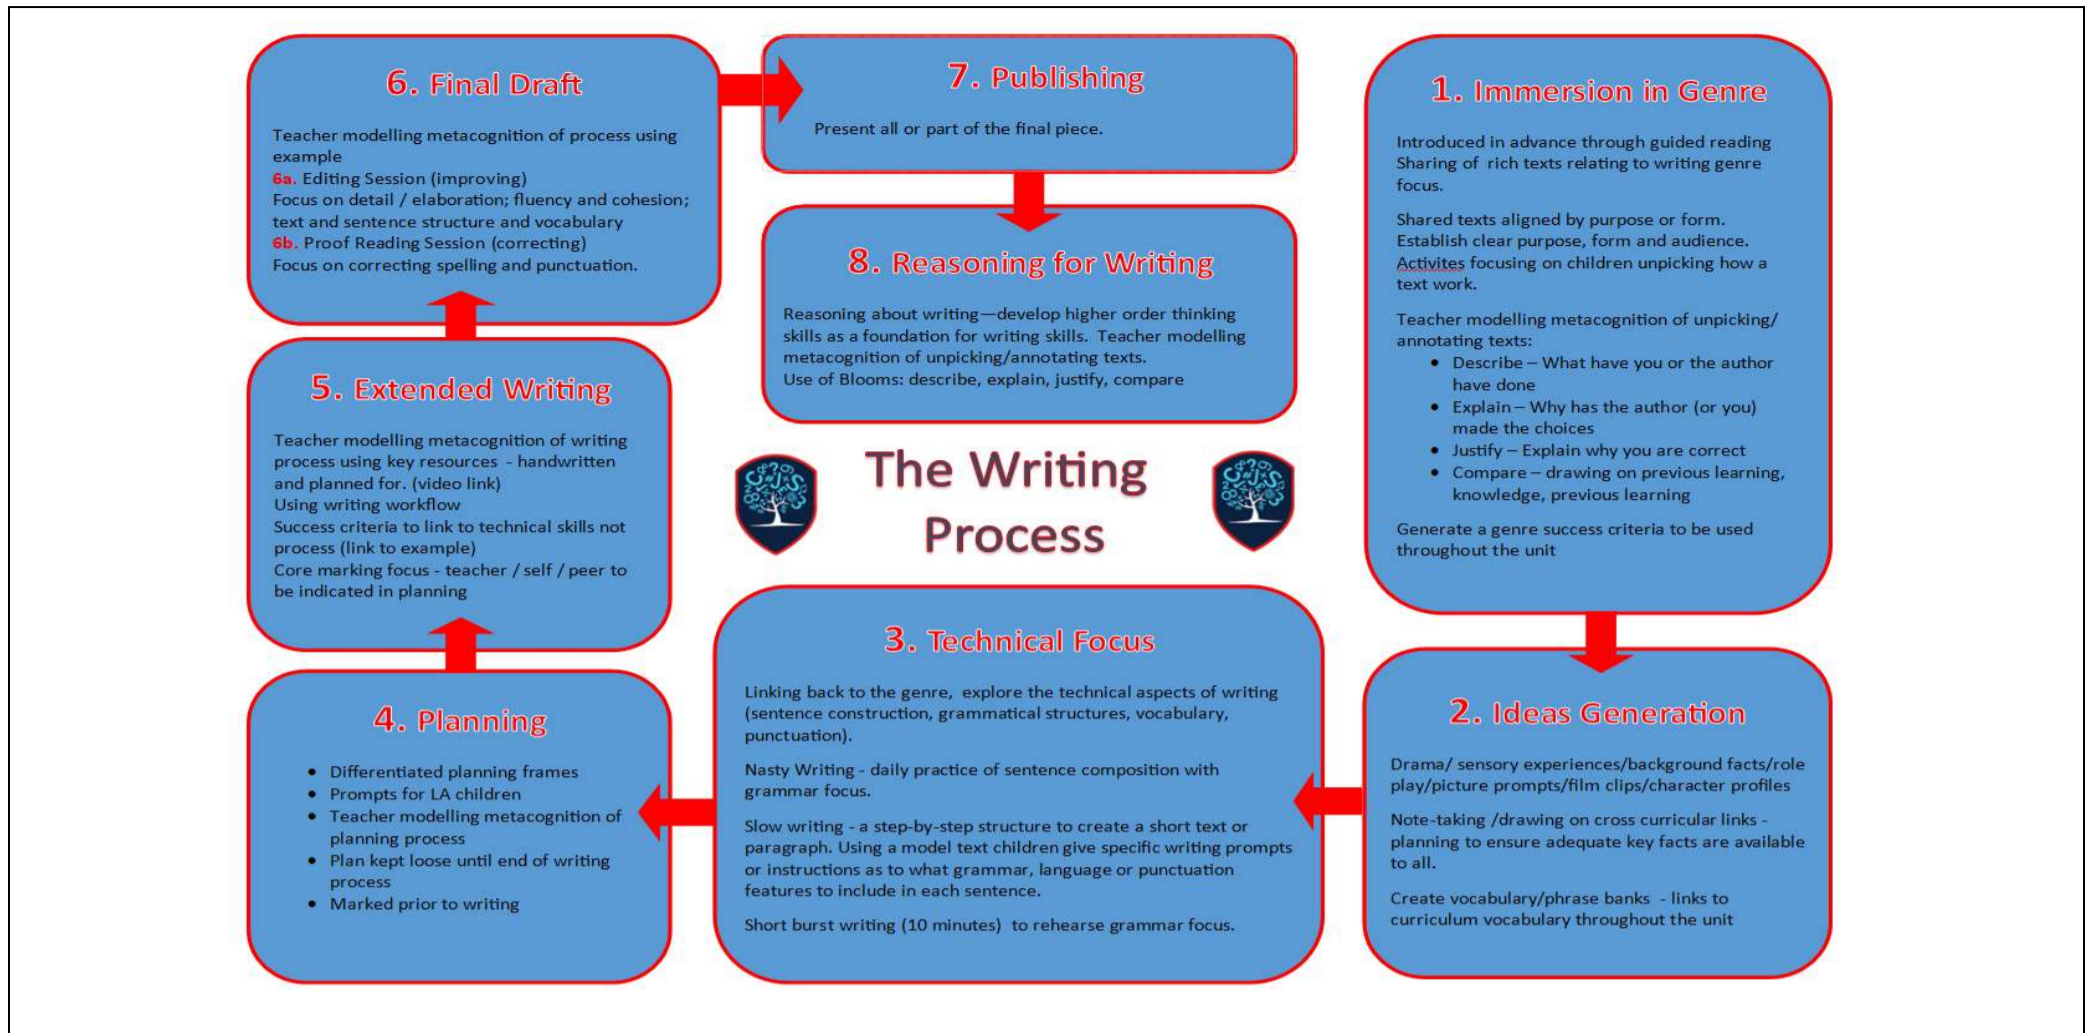 The Writing
Process
1. Immersion in Genre
Introduced in advance through guided reading
Sharing of rich texts relating to writing genre
focus.
Shared texts aligned by purpose or form.
Establish clear purpose, form and audience.
Activites focusing on children unpicking how a
text work.
Teacher modelling metacognition of unpicking/
annotating texts:
• Describe – What have you or the author
have done
• Explain – Why has the author (or you)
made the choices
• Justify – Explain why you are correct
• Compare – drawing on previous learning,
knowledge, previous learning
Generate a genre success criteria to be used
throughout the unit
2. Ideas Generation
Drama/ sensory experiences/background facts/role
play/picture prompts/film clips/character profiles
Note-taking /drawing on cross curricular links -
planning to ensure adequate key facts are available
to all.
Create vocabulary/phrase banks - links to
curriculum vocabulary throughout the unit
3. Technical Focus
Linking back to the genre, explore the technical aspects of writing
(sentence construction, grammatical structures, vocabulary,
punctuation).
Nasty Writing - daily practice of sentence composition with
grammar focus.
Slow writing - a step-by-step structure to create a short text or
paragraph. Using a model text children give specific writing prompts
or instructions as to what grammar, language or punctuation
features to include in each sentence.
Short burst writing (10 minutes) to rehearse grammar focus.
4. Planning
• Differentiated planning frames
• Prompts for LA children
• Teacher modelling metacognition of
planning process
• Plan kept loose until end of writing
process
• Marked prior to writing
5. Extended Writing
Teacher modelling metacognition of writing
process using key resources - handwritten
and planned for. (video link)
Using writing workflow
Success criteria to link to technical skills not
process (link to example)
Core marking focus - teacher / self / peer to
be indicated in planning
6. Final Draft
Teacher modelling metacognition of process using
example
6a. Editing Session (improving)
Focus on detail / elaboration; fluency and cohesion;
text and sentence structure and vocabulary
6b. Proof Reading Session (correcting)
Focus on correcting spelling and punctuation.
7. Publishing
Present all or part of the final piece.
8. Reasoning for Writing
Reasoning about writing—develop higher order thinking
skills as a foundation for writing skills. Teacher modelling
metacognition of unpicking/annotating texts.
Use of Blooms: describe, explain, justify, compare